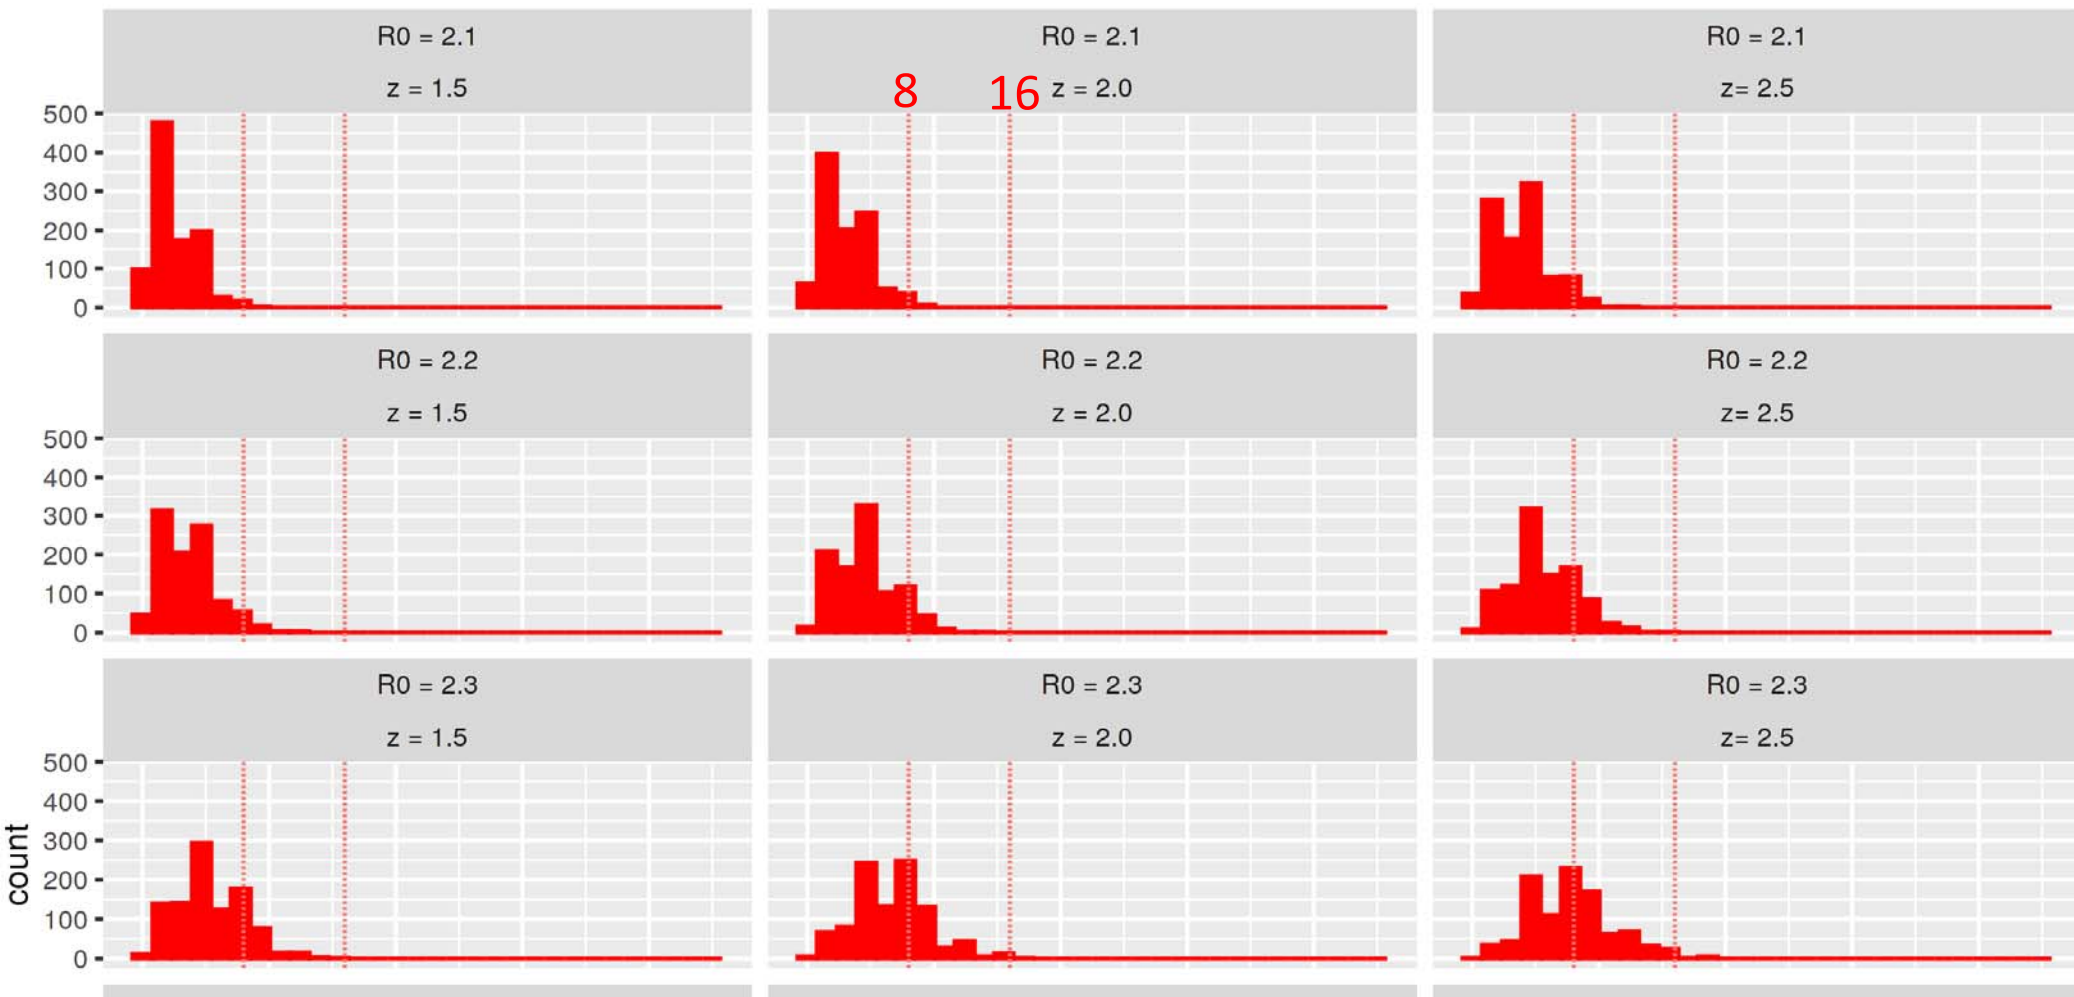 R0 = 2.1
z = 1.5
R0 = 2.1
8 16 z = 2.0
R0 = 2.1
z= 2.5
500
400
300
200
100
0
R0 = 2.2
z = 1.5
R0 = 2.2
z = 2.0
R0 = 2.2
z= 2.5
500
400
300
200
100
0
R0 = 2.3
z = 1.5
R0 = 2.3
z = 2.0
R0 = 2.3
z= 2.5
500
400
300
200
100
0
count